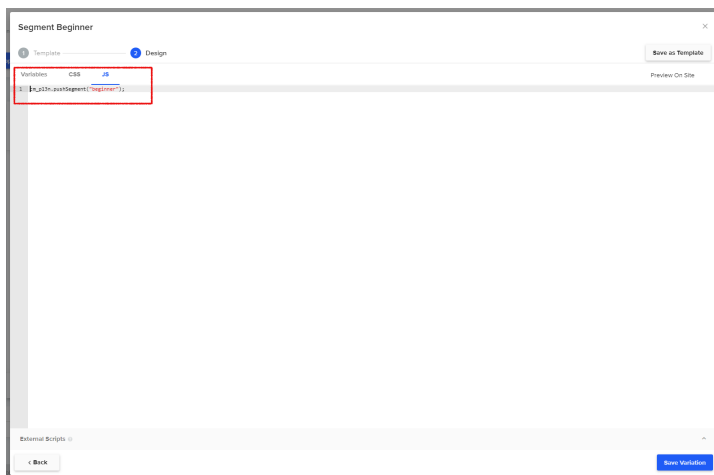 Segment Beginner
×
1 Template 2 Design
Save as Template
Variables CSS JS
Preview On Site
1 cm_pl3n.pushSegment("beginner");
External Scripts
< Back
Save Variation